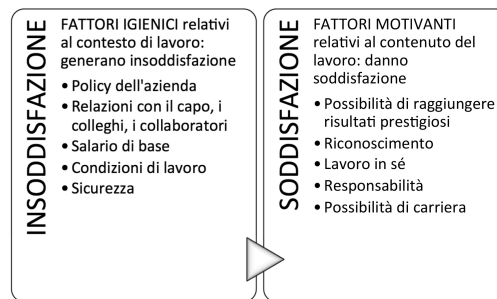 INSODDISFAZIONE
FATTORI IGIENICI relativi
al contesto di lavoro:
generano insoddisfazione
• Policy dell'azienda
• Relazioni con il capo, i
colleghi, i collaboratori
• Salario di base
• Condizioni di lavoro
• Sicurezza
SODDISFAZIONE
FATTORI MOTIVANTI
relativi al contenuto del
lavoro: danno
soddisfazione
• Possibilità di raggiungere
risultati prestigiosi
• Riconoscimento
• Lavoro in sé
• Responsabilità
• Possibilità di carriera